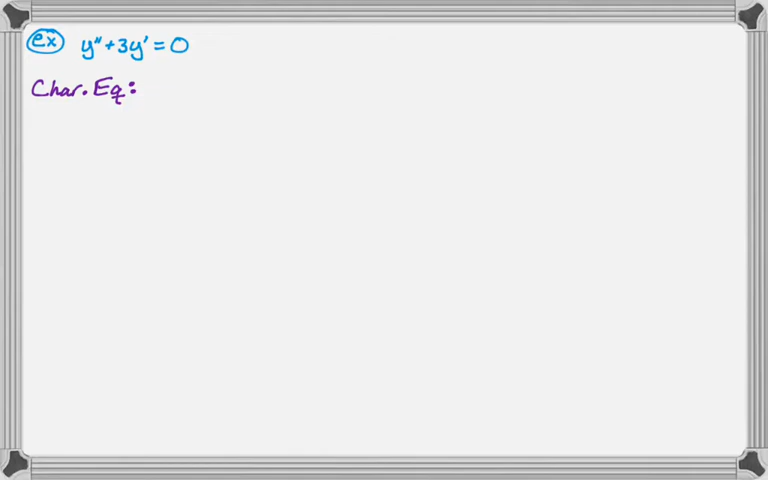 ex y'' + 3y' = 0
Char. Eq: